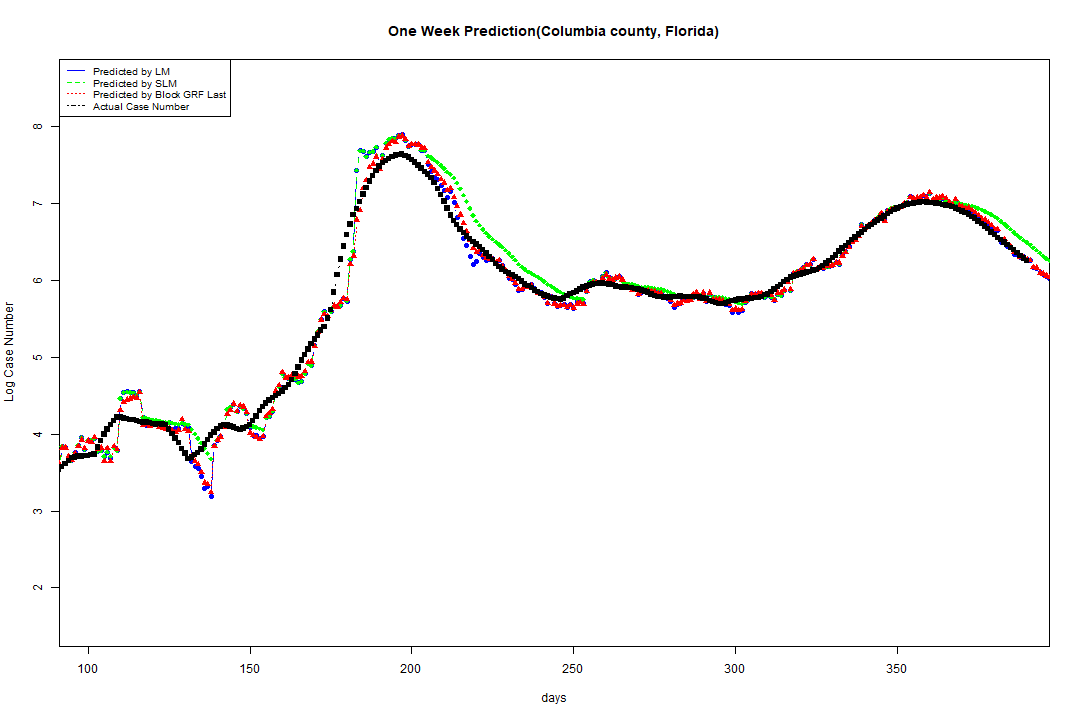 One Week Prediction(Columbia county, Florida)
Predicted by LM
Predicted by SLM
Predicted by Block GRF Last
Actual Case Number
8
7
6
5
4
3
2
Log Case Number
100 150 200 250 300 350
days